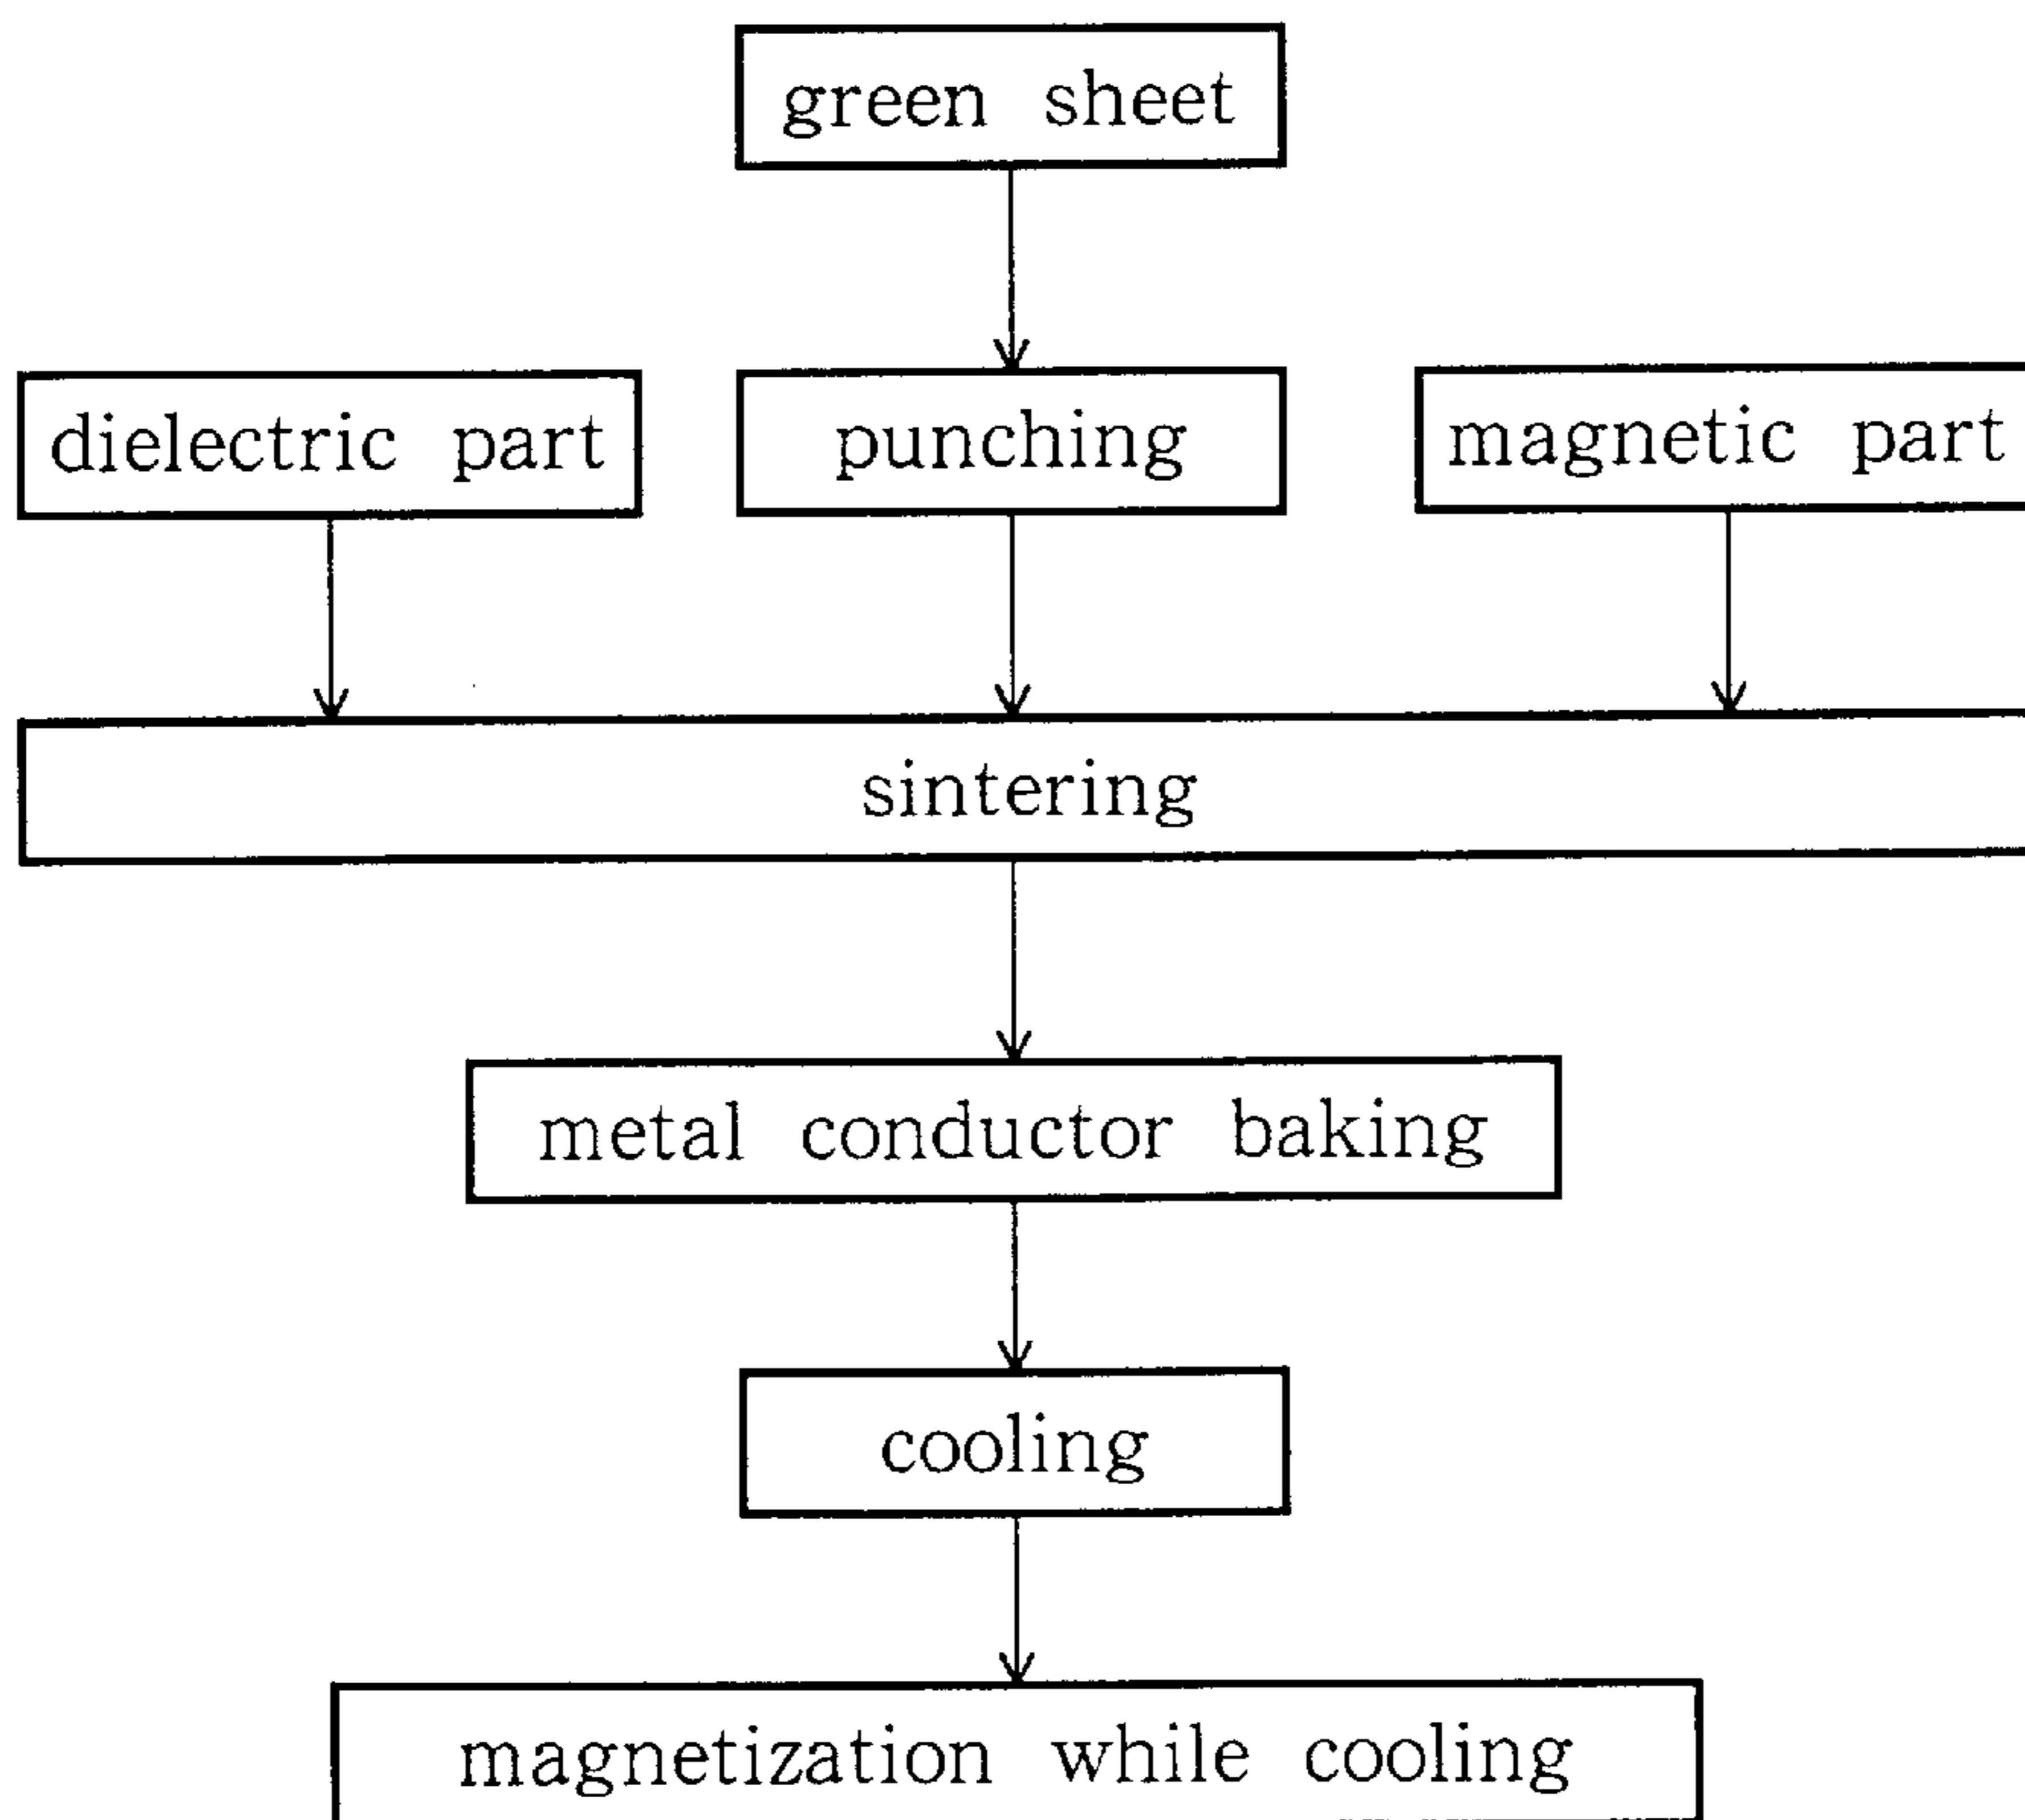 green sheet
dielectric part
punching
magnetic part
sintering
metal conductor baking
cooling
magnetization while cooling